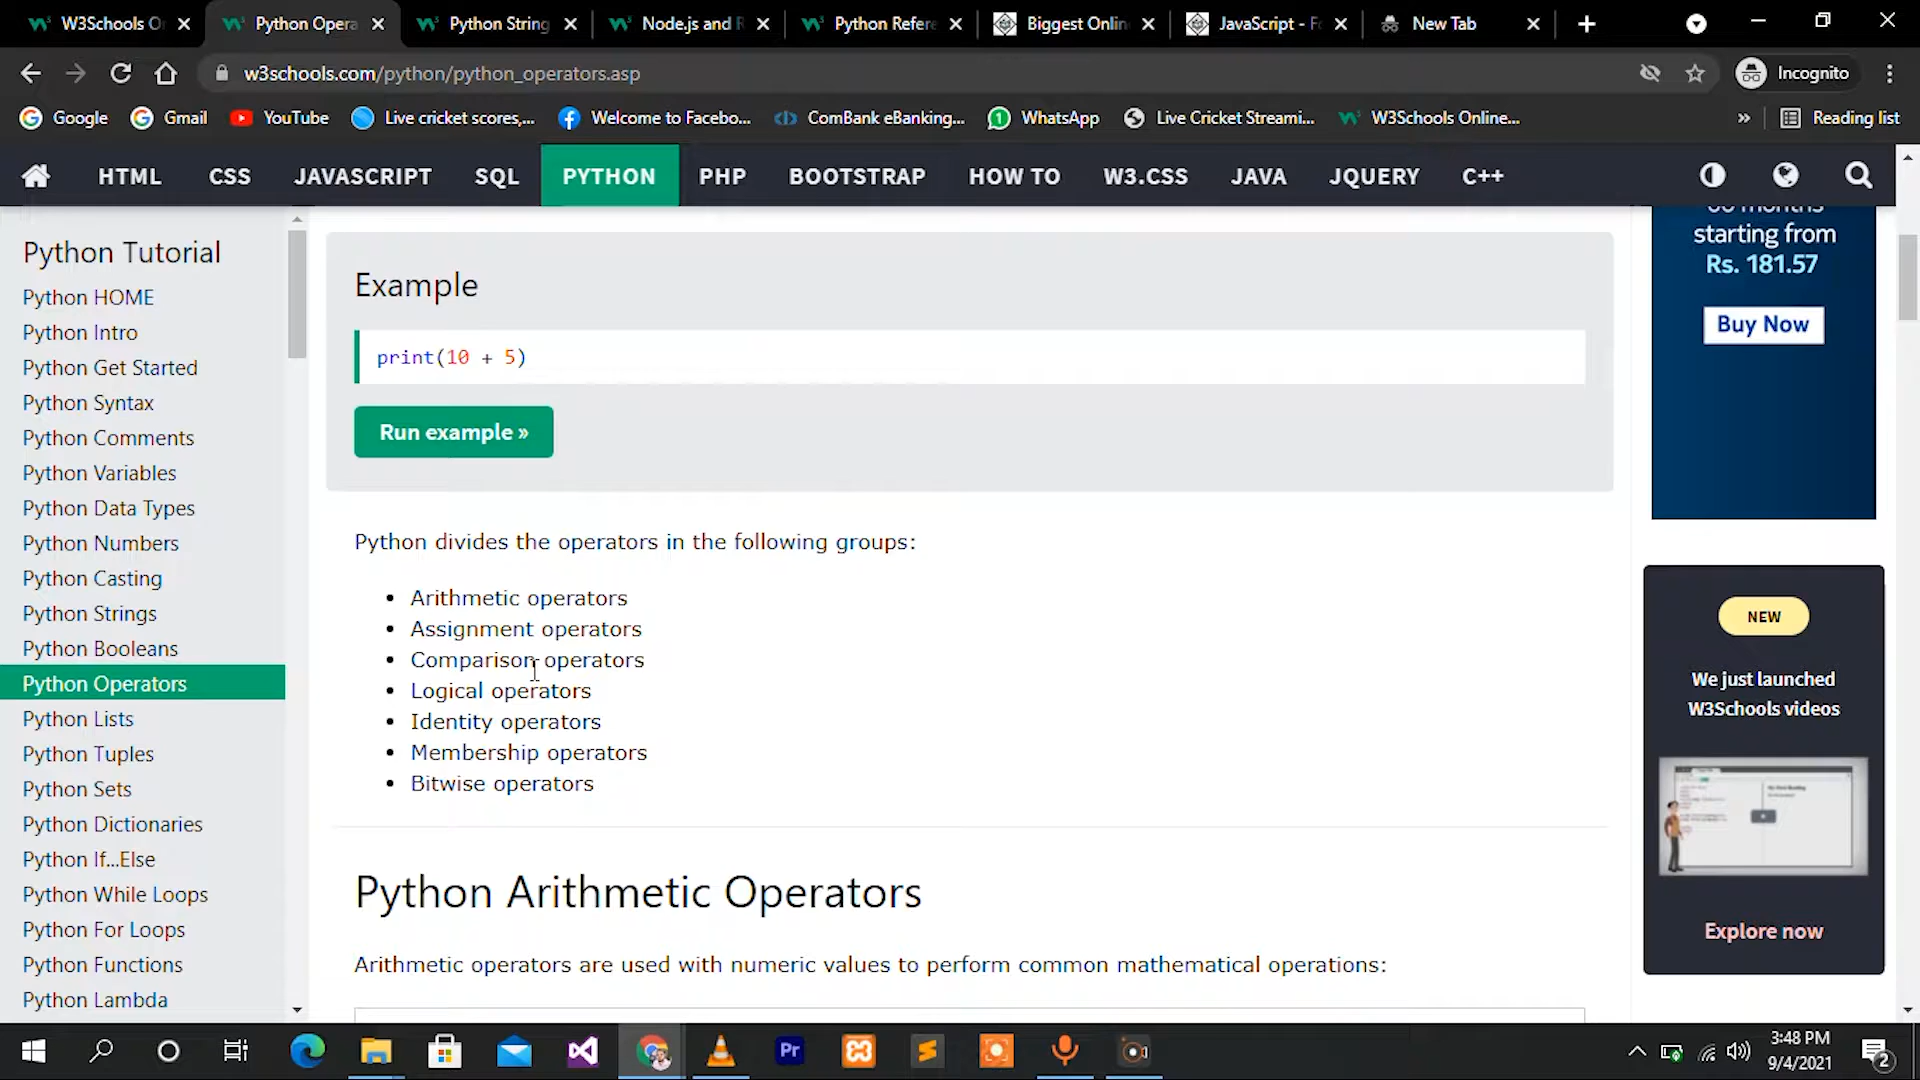 W3Schools O
Python Opera
Python String
Node.js and R
Python Refere
Biggest Onlin
JavaScript - Fo
New Tab
w3schools.com/python/python_operators.asp
Incognito
Google
Gmail
YouTube
Live cricket scores,...
Welcome to Facebo...
ComBank eBanking...
WhatsApp
Live Cricket Streami...
W3Schools Online...
»
Reading list
HTML
CSS
JAVASCRIPT
SQL
PYTHON
PHP
BOOTSTRAP
HOW TO
W3.CSS
JAVA
JQUERY
C++
Python Tutorial
Python HOME
Python Intro
Python Get Started
Python Syntax
Python Comments
Python Variables
Python Data Types
Python Numbers
Python Casting
Python Strings
Python Booleans
Python Operators
Python Lists
Python Tuples
Python Sets
Python Dictionaries
Python If...Else
Python While Loops
Python For Loops
Python Functions
Python Lambda
Example
print(10 + 5)
Run example »
Python divides the operators in the following groups:
• Arithmetic operators
• Assignment operators
• Comparison operators
• Logical operators
• Identity operators
• Membership operators
• Bitwise operators
Python Arithmetic Operators
Arithmetic operators are used with numeric values to perform common mathematical operations:
months
starting from
Rs. 181.57
Buy Now
NEW
We just launched
W3Schools videos
Explore now
Pr
3:48 PM
9/4/2021
2